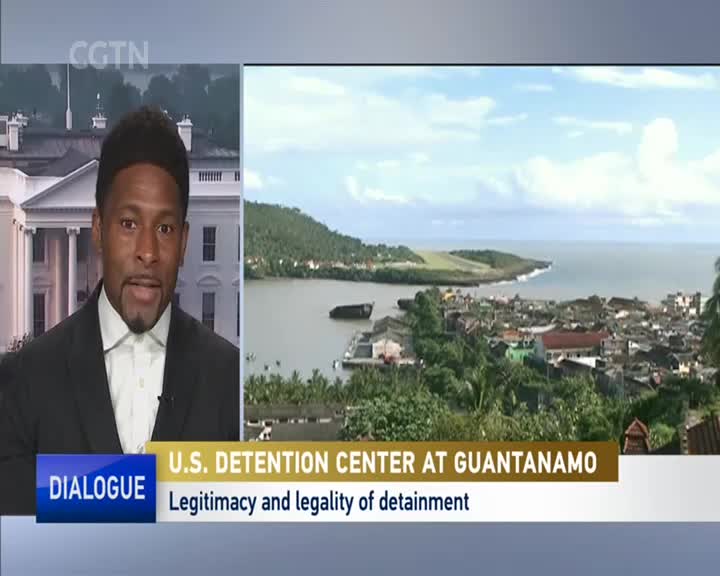 CGTN
U.S. DETENTION CENTER AT GUANTANAMO
DIALOGUE
Legitimacy and legality of detainment